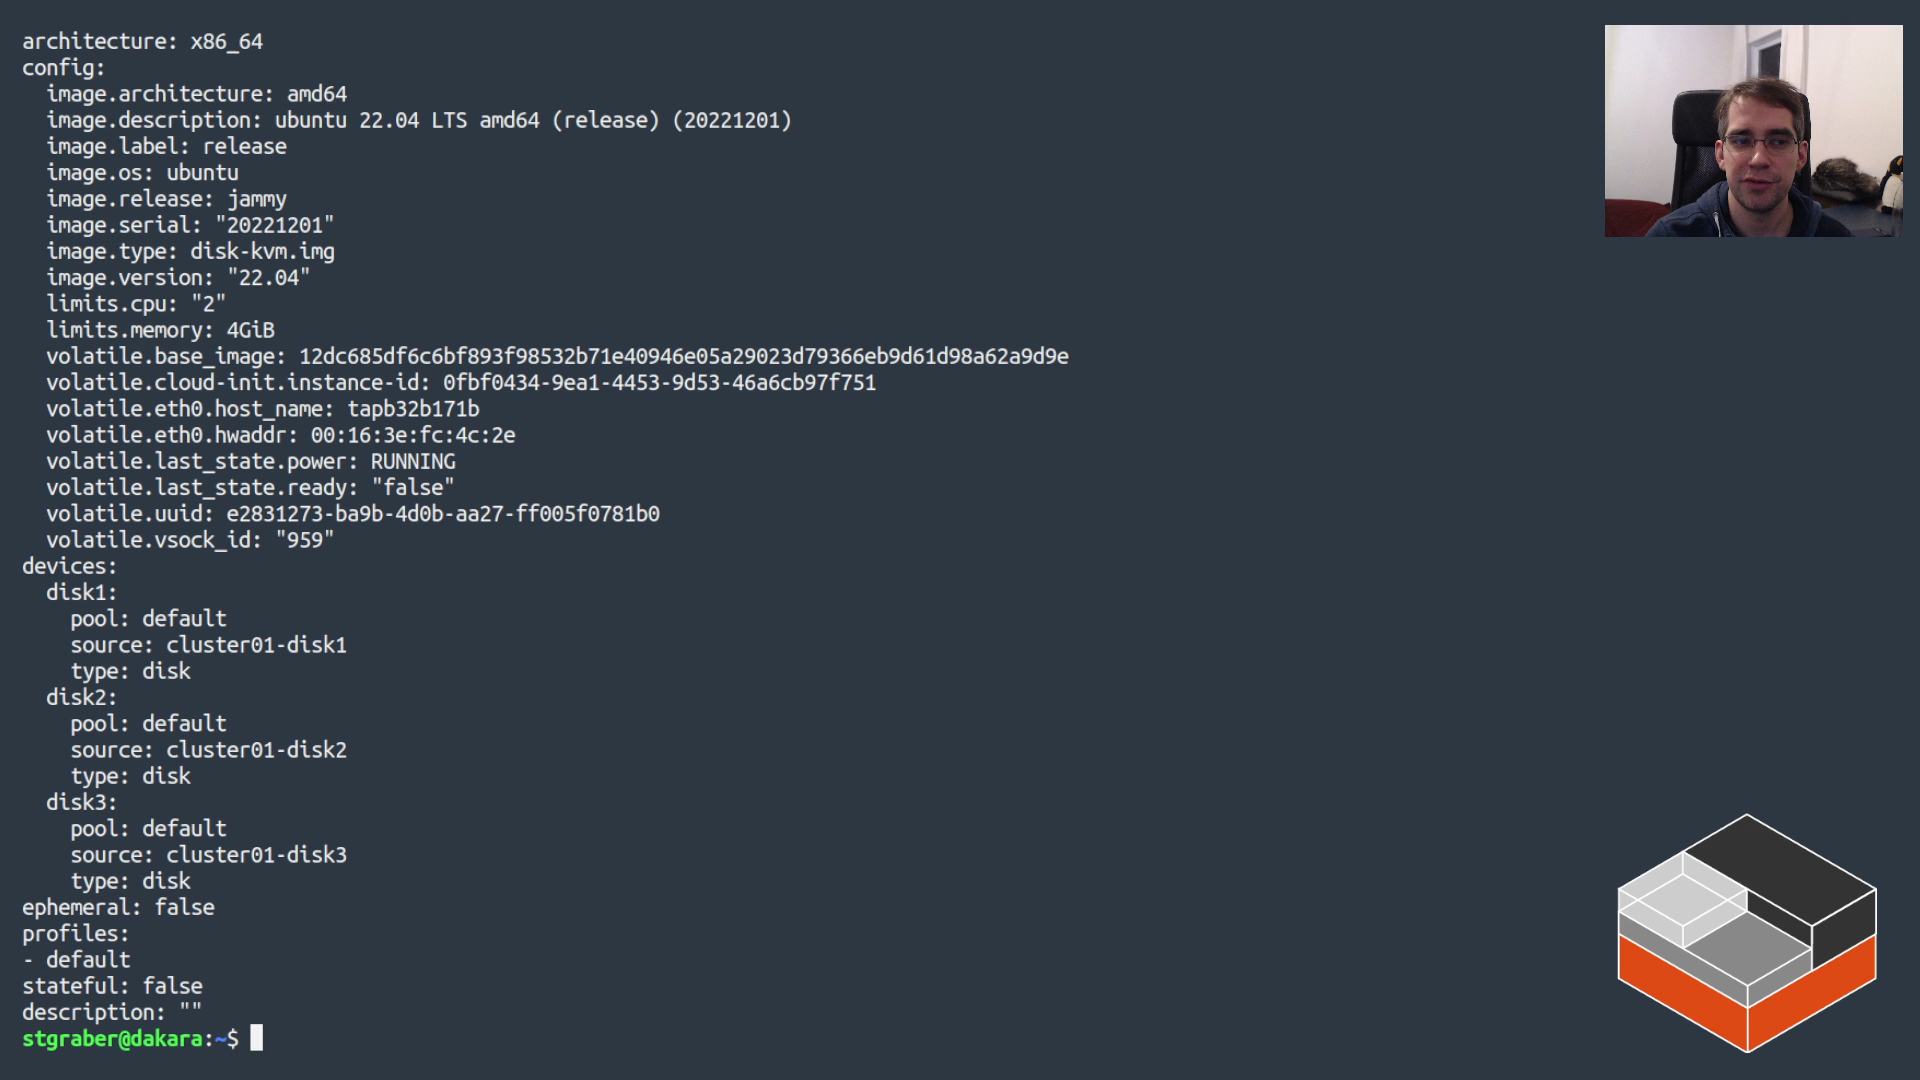 architecture: x86_64
config:
  image.architecture: amd64
  image.description: ubuntu 22.04 LTS amd64 (release) (20221201)
  image.label: release
  image.os: ubuntu
  image.release: jammy
  image.serial: "20221201"
  image.type: disk-kvm.img
  image.version: "22.04"
  limits.cpu: "2"
  limits.memory: 4GiB
  volatile.base_image: 12dc685df6c6bf893f98532b71e40946e05a29023d79366eb9d61d98a62a9d9e
  volatile.cloud-init.instance-id: 0fbf0434-9ea1-4453-9d53-46a6cb97f751
  volatile.eth0.host_name: tapb32b171b
  volatile.eth0.hwaddr: 00:16:3e:fc:4c:2e
  volatile.last_state.power: RUNNING
  volatile.last_state.ready: "false"
  volatile.uuid: e2831273-ba9b-4d0b-aa27-ff005f0781b0
  volatile.vsock_id: "959"
devices:
  disk1:
    pool: default
    source: cluster01-disk1
    type: disk
  disk2:
    pool: default
    source: cluster01-disk2
    type: disk
  disk3:
    pool: default
    source: cluster01-disk3
    type: disk
ephemeral: false
profiles:
- default
stateful: false
description: ""
stgraber@dakara:~$